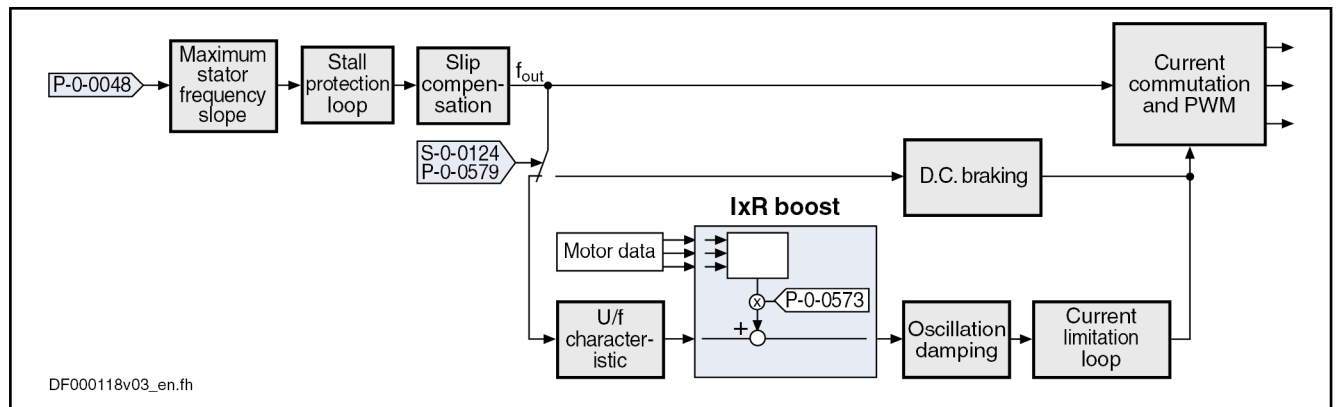 P-0-0048
Maximum
stator
frequency
slope
Stall
protection
loop
Slip
compen-
sation
fout
Current
commutation
and PWM
S-0-0124
P-0-0579
D.C. braking
IxR boost
Motor data
x
P-0-0573
+
U/f
character-
istic
Oscillation
damping
Current
limitation
loop
DF000118v03_en.fh